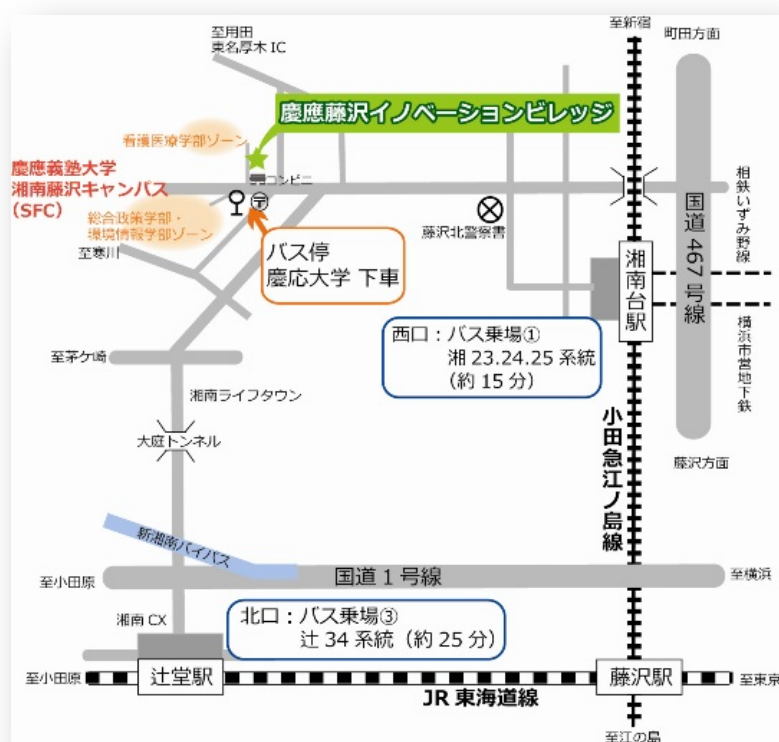 至新宿
町田方面
至用田
東名厚木IC
慶應藤沢イノベーションビレッジ
看護医療学部ゾーン
コンビニ
慶應義塾大学
湘南藤沢キャンパス
(SFC)
総合政策学部・
環境情報学部ゾーン
至寒川
バス停
慶応大学 下車
藤沢北警察書
湘南台駅
国道467号線
相鉄いずみ野線
横浜市営地下鉄
西口:バス乗場①
湘 23.24.25 系統
(約 15 分)
至茅ケ崎
湘南ライフタウン
大庭トンネル
小田急江ノ島線
藤沢方面
新湘南バイパス
至小田原
国道1号線
至横浜
湘南 CX
北口:バス乗場③
辻 34 系統(約 25 分)
至小田原
辻堂駅
JR 東海道線
藤沢駅
至東京
至江の島